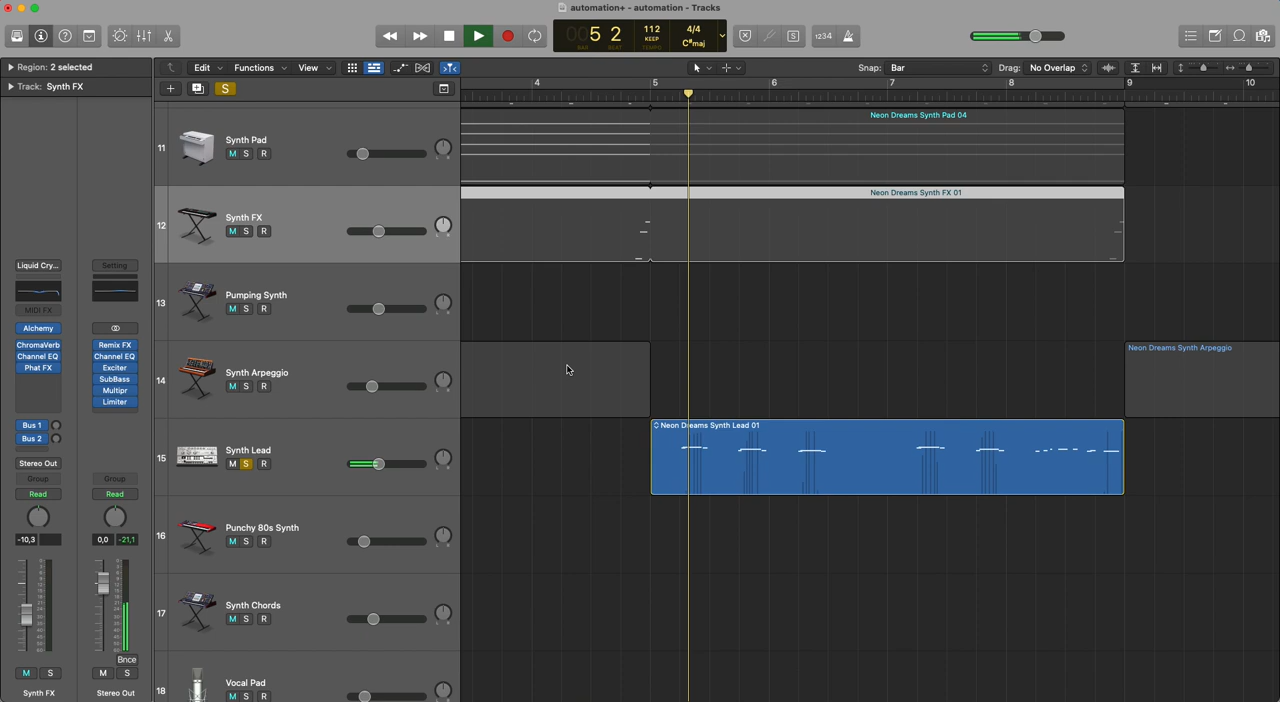 automation+ - automation - Tracks
005 2
BAR BEAT
112
KEEP
TEMPO
4/4
C#maj
1234
Region: 2 selected
Edit Functions View
Snap: Bar
Drag: No Overlap
Track: Synth FX
S
4 5 6 7 8 9 10
11 Synth Pad
M S R
Neon Dreams Synth Pad 04
12 Synth FX
M S R
Neon Dreams Synth FX 01
13 Pumping Synth
M S R
14 Synth Arpeggio
M S R
Neon Dreams Synth Arpeggio
15 Synth Lead
M S R
Neon Dreams Synth Lead 01
16 Punchy 80s Synth
M S R
17 Synth Chords
M S R
18 Vocal Pad
M S R
Liquid Cry... Setting
MIDI FX
Alchemy
ChromaVerb Remix FX
Channel EQ Channel EQ
Phat FX Exciter
SubBass
Multipr
Limiter
Bus 1
Bus 2
Stereo Out
Group Group
Read Read
-10,3 0,0 -21,1
Bnce
M S M S
Synth FX Stereo Out